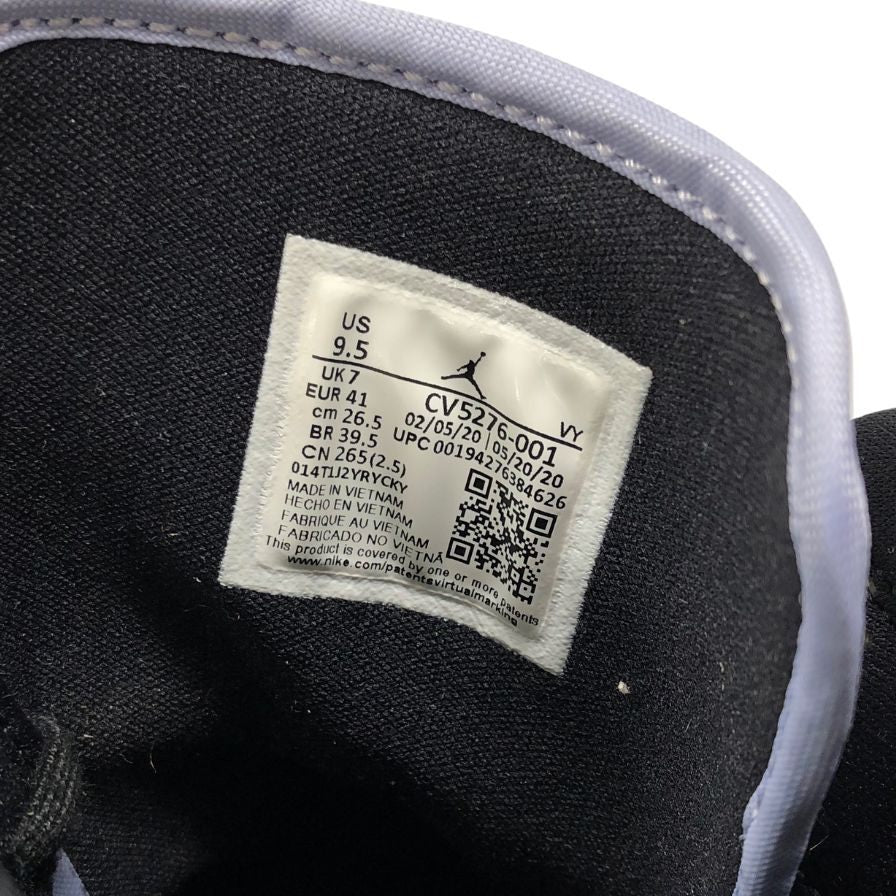 US
9.5
UK 7
EUR 41
cm 26.5
BR 39.5
CN 265(2.5)
014T1J2YRYCKY
CV5276-001 VY
02/05/20 | 05/20/20
UPC 00194276384626
MADE IN VIETNAM
HECHO EN VIETNAM
FABRIQUE AU VIETNAM
FABRICADO NO VIETNÃ
This product is covered by one or more patents
www.nike.com/patentsvirtualmarking